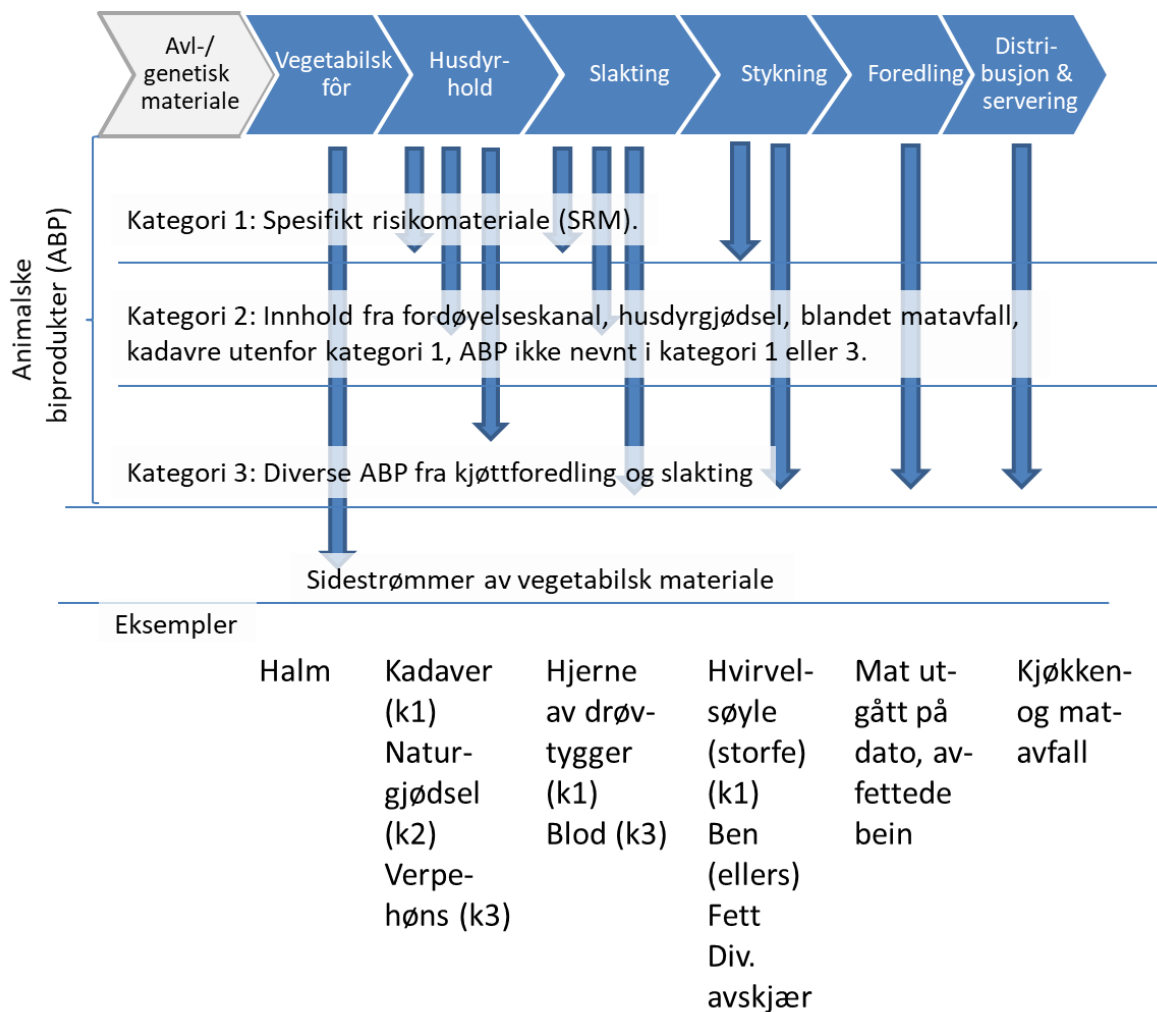 Avl-/
genetisk
materiale
Vegetabilsk
fôr
Husdyr-
hold
Slakting
Stykning
Foredling
Distri-
busjon &
servering
Animalske
biprodukter (ABP)
Kategori 1: Spesifikt risikomateriale (SRM).
Kategori 2: Innhold fra fordøyelseskanal, husdyrgjødsel, blandet matavfall,
kadavre utenfor kategori 1, ABP ikke nevnt i kategori 1 eller 3.
Kategori 3: Diverse ABP fra kjøttforedling og slakting
Sidestrømmer av vegetabilsk materiale
Eksempler
Halm
Kadaver
(k1)
Natur-
gjødsel
(k2)
Verpe-
høns (k3)
Hjerne
av drøv-
tygger
(k1)
Blod (k3)
Hvirvel-
søyle
(storfe)
(k1)
Ben
(ellers)
Fett
Div.
avskjær
Mat ut-
gått på
dato, av-
fettede
bein
Kjøkken-
og mat-
avfall